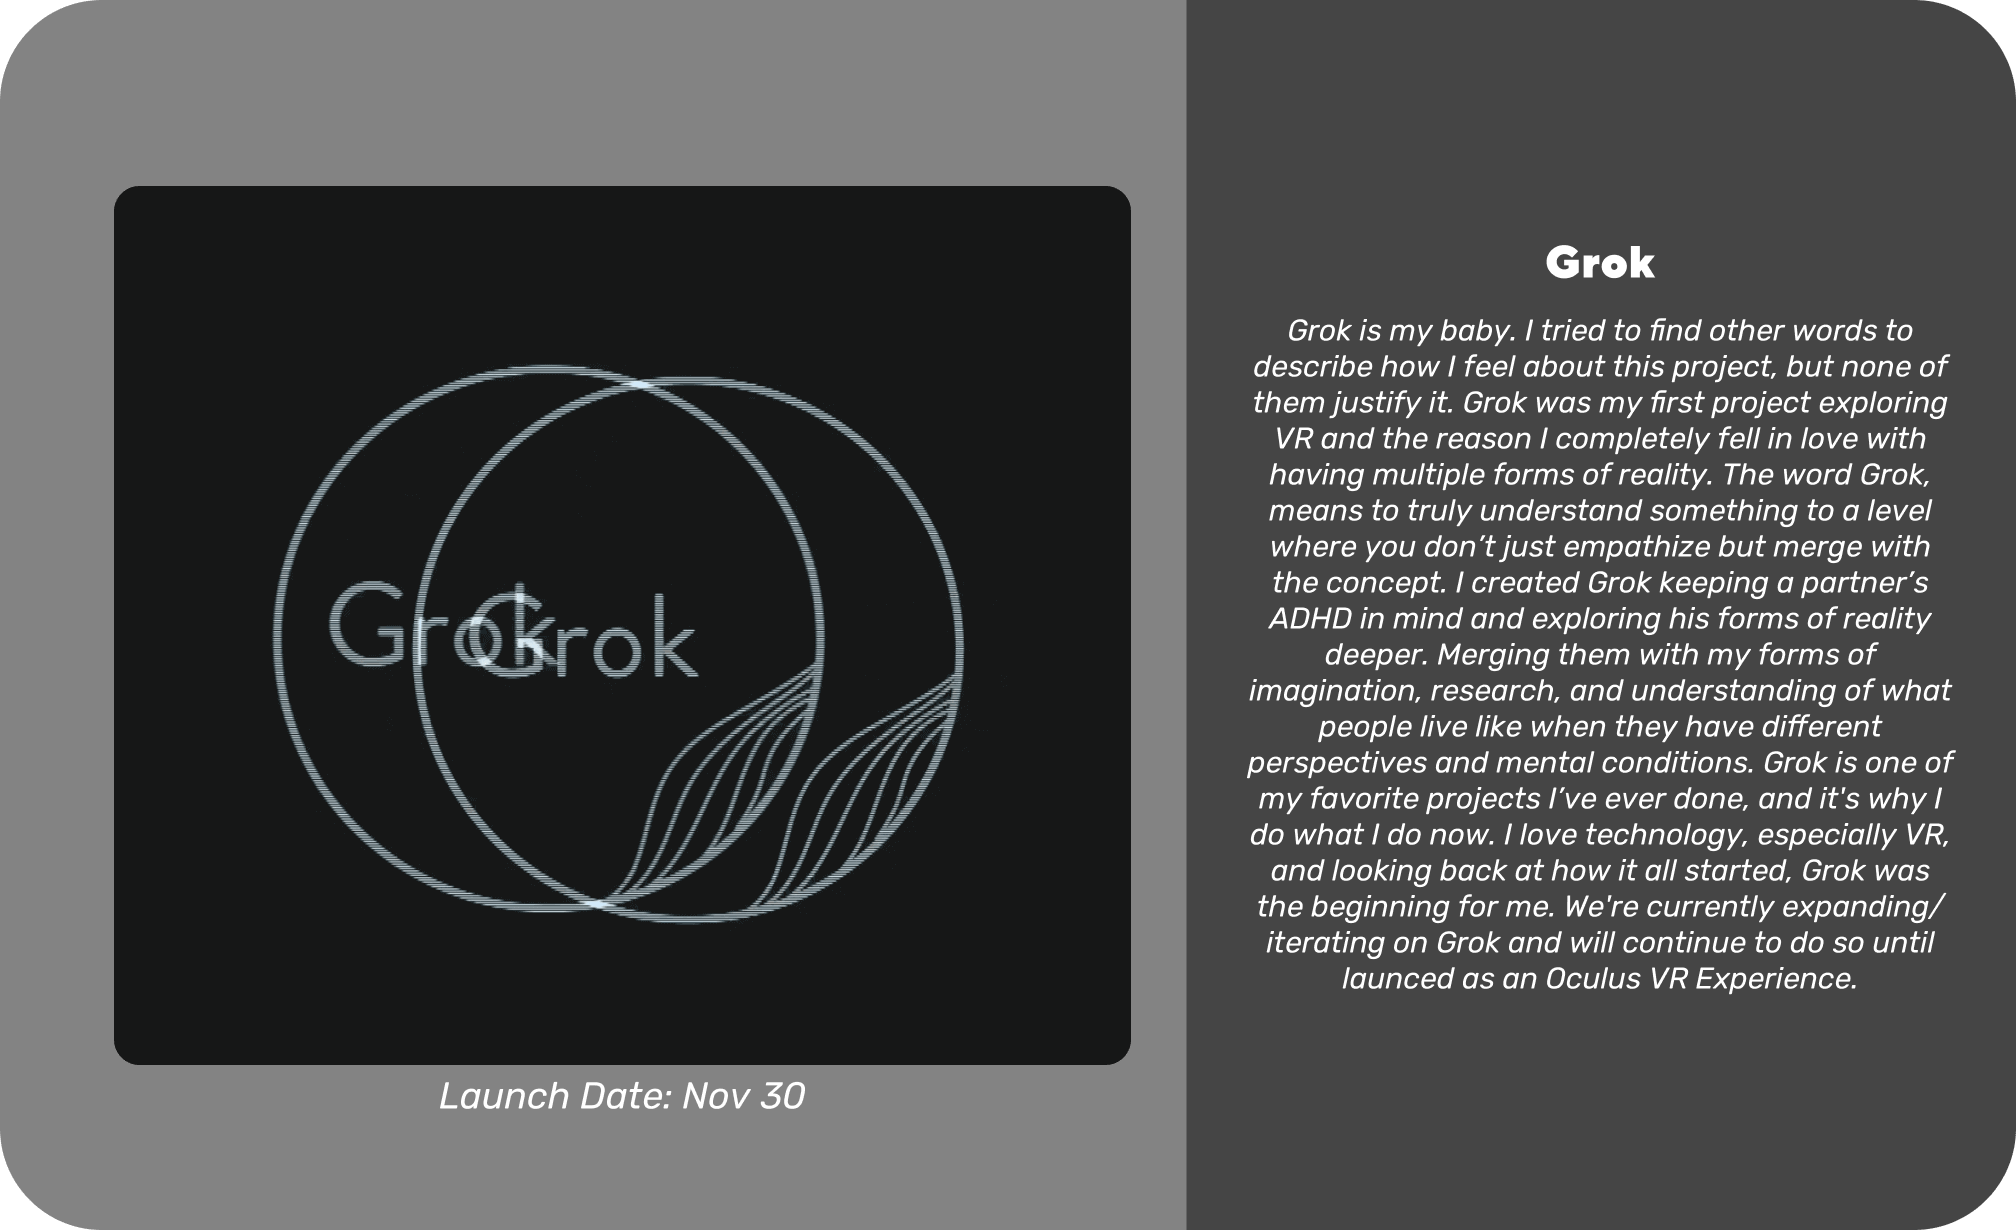 Grok
Grok
Launch Date: Nov 30
Grok
Grok is my baby. I tried to find other words to
describe how I feel about this project, but none of
them justify it. Grok was my first project exploring
VR and the reason I completely fell in love with
having multiple forms of reality. The word Grok,
means to truly understand something to a level
where you don’t just empathize but merge with
the concept. I created Grok keeping a partner’s
ADHD in mind and exploring his forms of reality
deeper. Merging them with my forms of
imagination, research, and understanding of what
people live like when they have different
perspectives and mental conditions. Grok is one of
my favorite projects I’ve ever done, and it's why I
do what I do now. I love technology, especially VR,
and looking back at how it all started, Grok was
the beginning for me. We're currently expanding/
iterating on Grok and will continue to do so until
launced as an Oculus VR Experience.